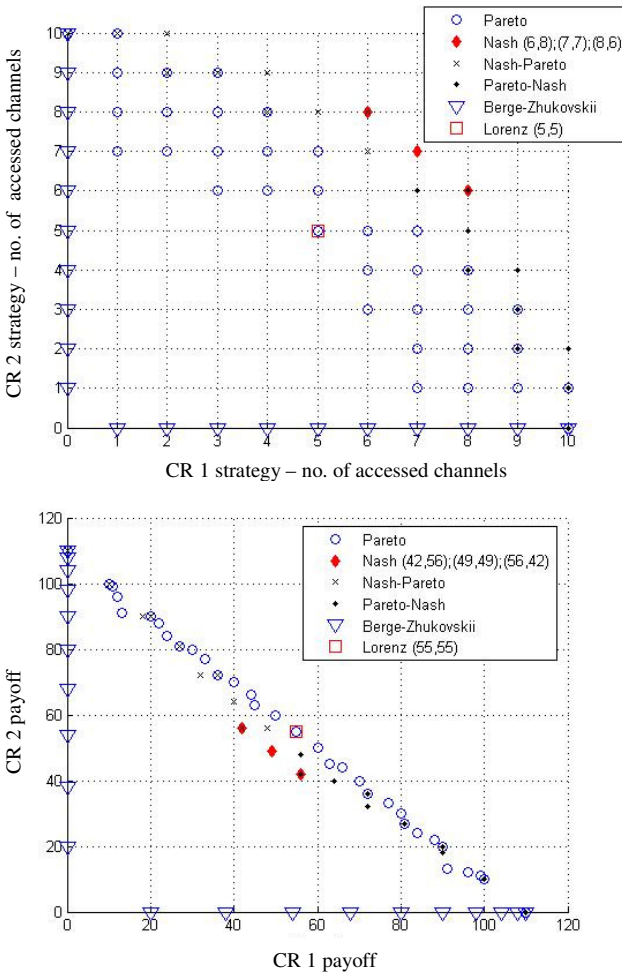 10
9
8
7
6
5
4
3
2
1
0
0 1 2 3 4 5 6 7 8 9 10
CR 2 strategy – no. of accessed channels
CR 1 strategy – no. of accessed channels
Pareto
Nash (6,8);(7,7);(8,6)
Nash-Pareto
Pareto-Nash
Berge-Zhukovskii
Lorenz (5,5)
120
100
80
60
40
20
0
0 20 40 60 80 100 120
CR 2 payoff
CR 1 payoff
Pareto
Nash (42,56);(49,49);(56,42)
Nash-Pareto
Pareto-Nash
Berge-Zhukovskii
Lorenz (55,55)